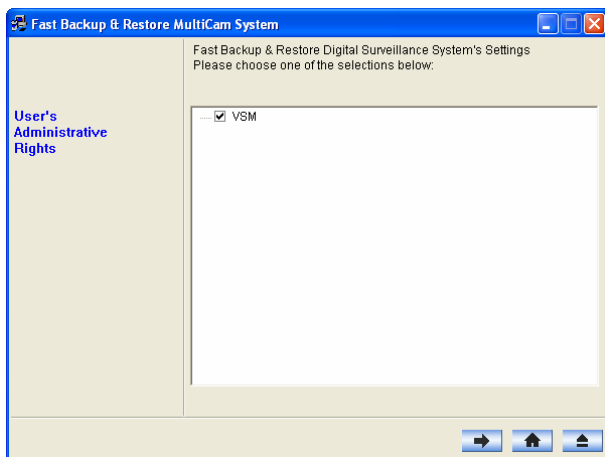 Fast Backup & Restore MultiCam System
Fast Backup & Restore Digital Surveillance System's Settings
Please choose one of the selections below:
User's
Administrative
Rights
VSM